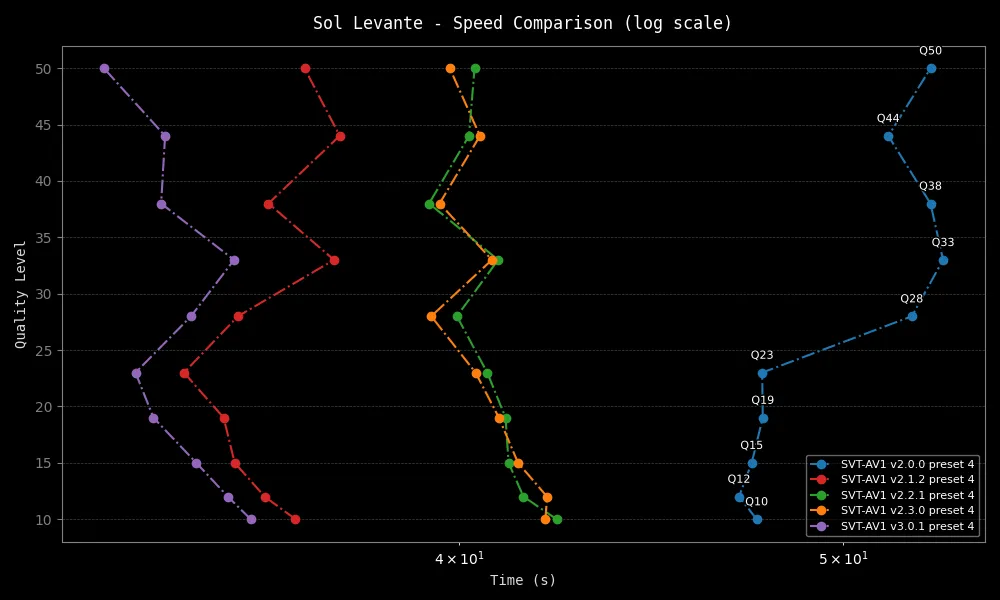 Sol Levante - Speed Comparison (log scale)
Quality Level
50
45
40
35
30
25
20
15
10
Q50
Q44
Q38
Q33
Q28
Q23
Q19
Q15
Q12
Q10
SVT-AV1 v2.0.0 preset 4
SVT-AV1 v2.1.2 preset 4
SVT-AV1 v2.2.1 preset 4
SVT-AV1 v2.3.0 preset 4
SVT-AV1 v3.0.1 preset 4
4 × 10¹ 5 × 10¹
Time (s)